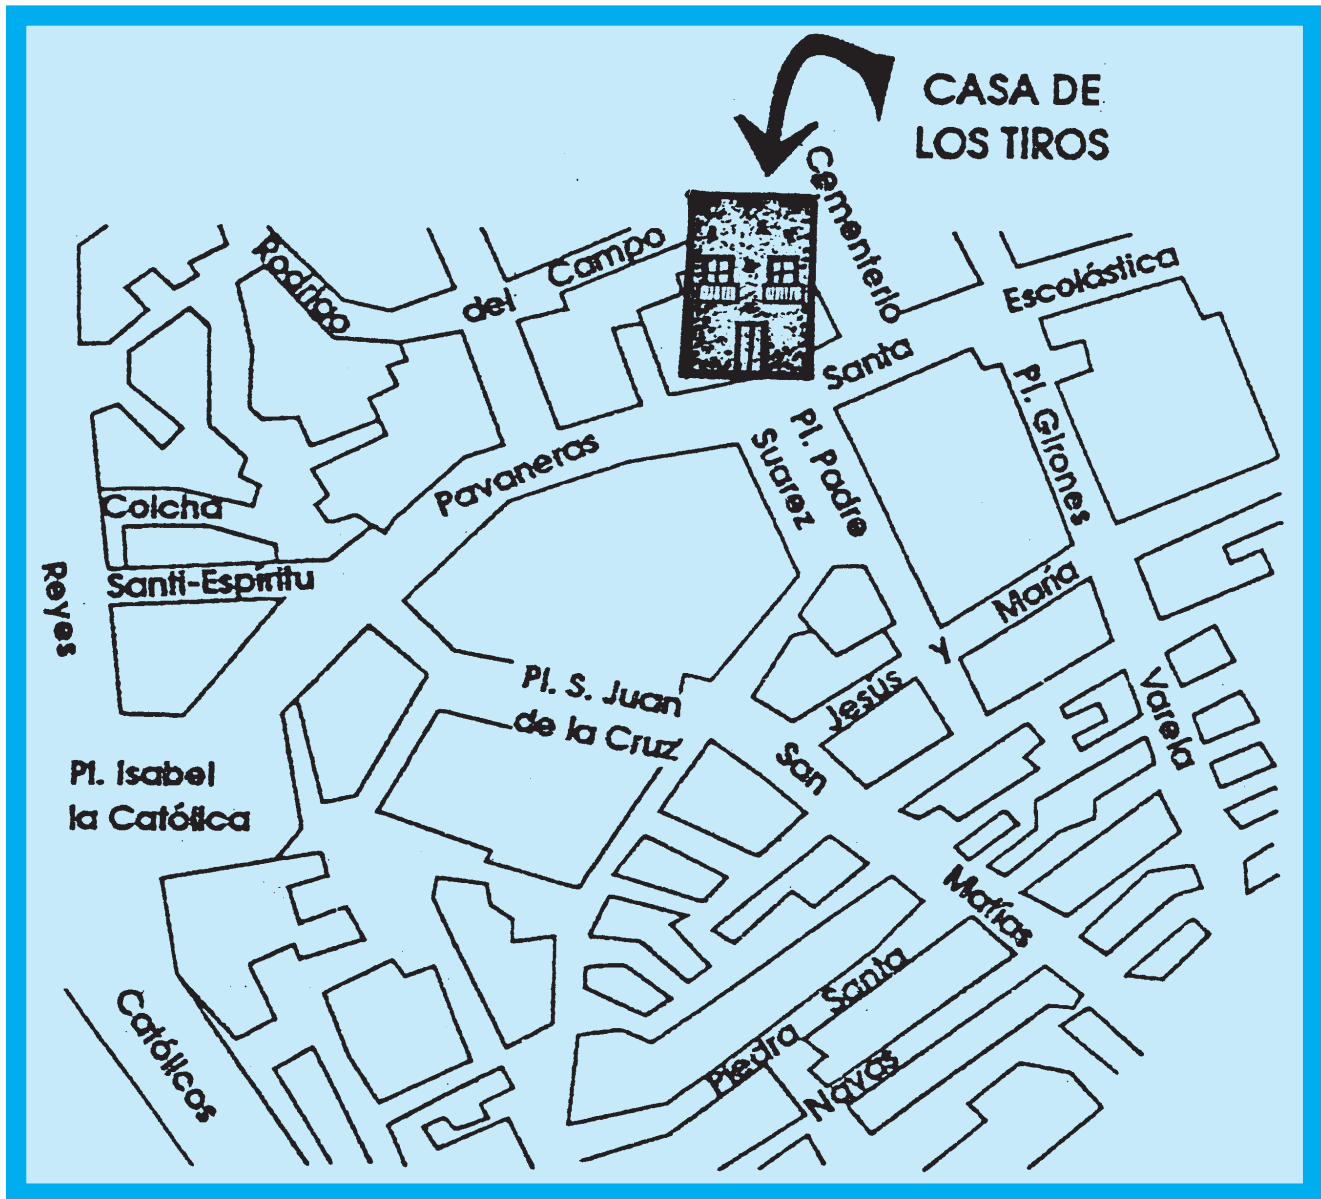 CASA DE
LOS TIROS
Cementerio
Rodrigo
del
Campo
Escolástica
Santa
Pl. Girones
Pl. Padre
Suarez
Pavaneras
Colcha
Santi-Espíritu
Reyes
María
Y
Jesús
Pl. S. Juan
de la Cruz
Varela
San
Pl. Isabel
la Católica
Matías
Santa
Piedra
Navas
Católicos